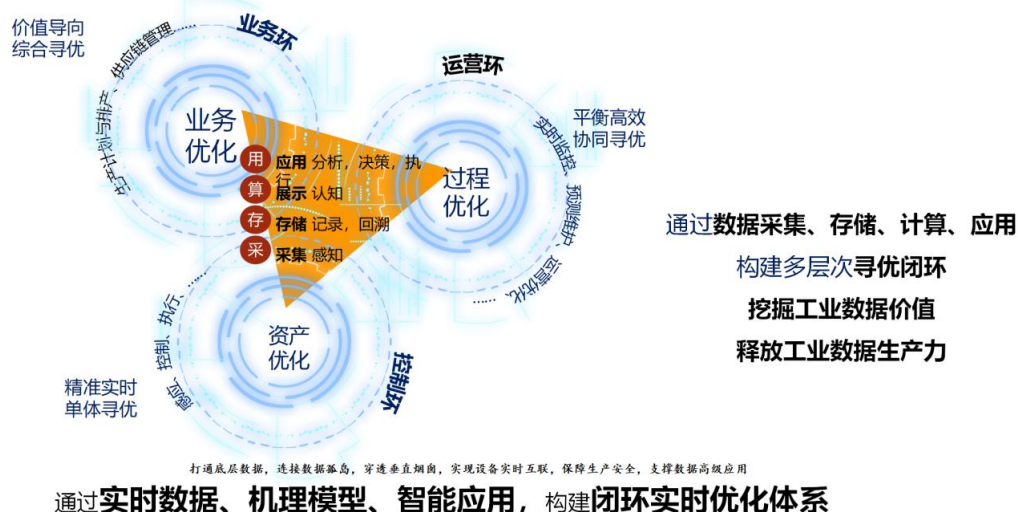 价值导向
综合寻优
业务环
生产计划与排产、供应链管理……
业务
优化
运营环
平衡高效
协同寻优
实时监控、预测维护、运营优化、……
过程
优化
用
应用 分析，决策，执
行
算
展示 认知
存
存储 记录，回溯
采
采集 感知
资产
优化
感应、控制、执行、……
控制环
精准实时
单体寻优
通过数据采集、存储、计算、应用
构建多层次寻优闭环
挖掘工业数据价值
释放工业数据生产力
打通底层数据，连接数据孤岛，穿透垂直烟囱，实现设备实时互联，保障生产安全，支撑数据高级应用
通过实时数据、机理模型、智能应用，构建闭环实时优化体系